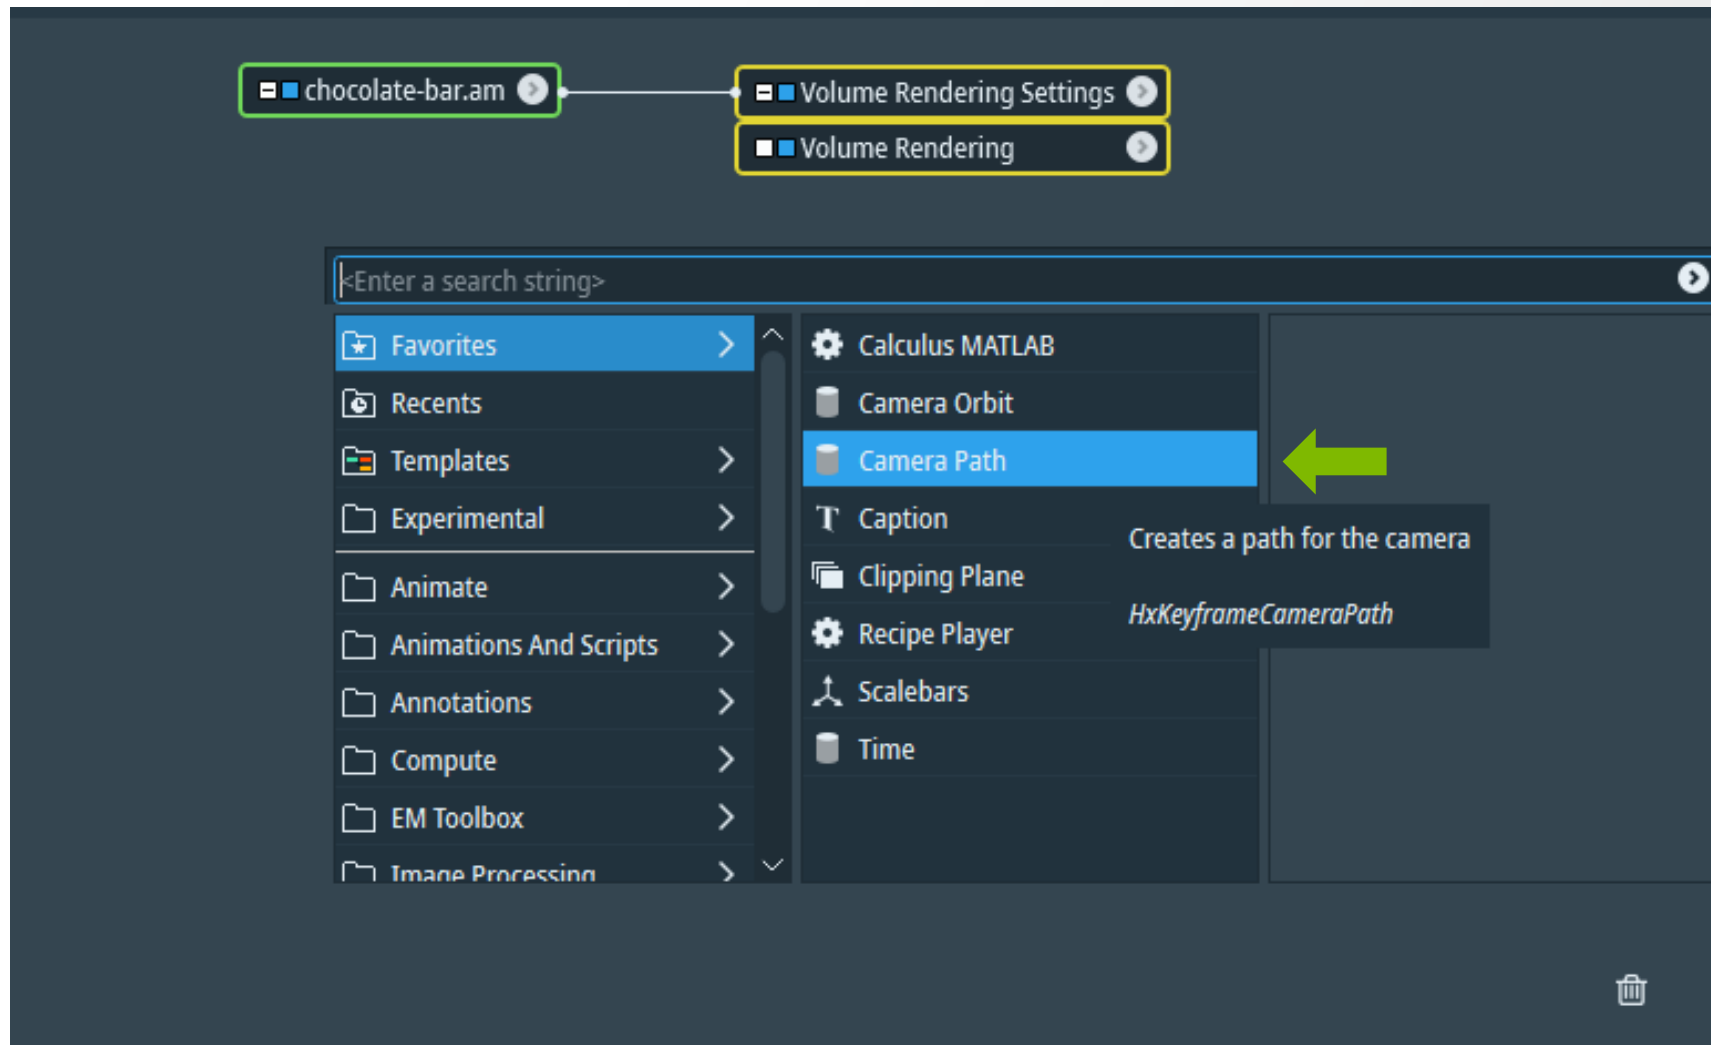 chocolate-bar.am
Volume Rendering Settings
Volume Rendering
<Enter a search string>
Favorites
Recents
Templates
Experimental
Animate
Animations And Scripts
Annotations
Compute
EM Toolbox
Image Processing
Calculus MATLAB
Camera Orbit
Camera Path
Caption
Clipping Plane
Recipe Player
Scalebars
Time
Creates a path for the camera
HxKeyframeCameraPath